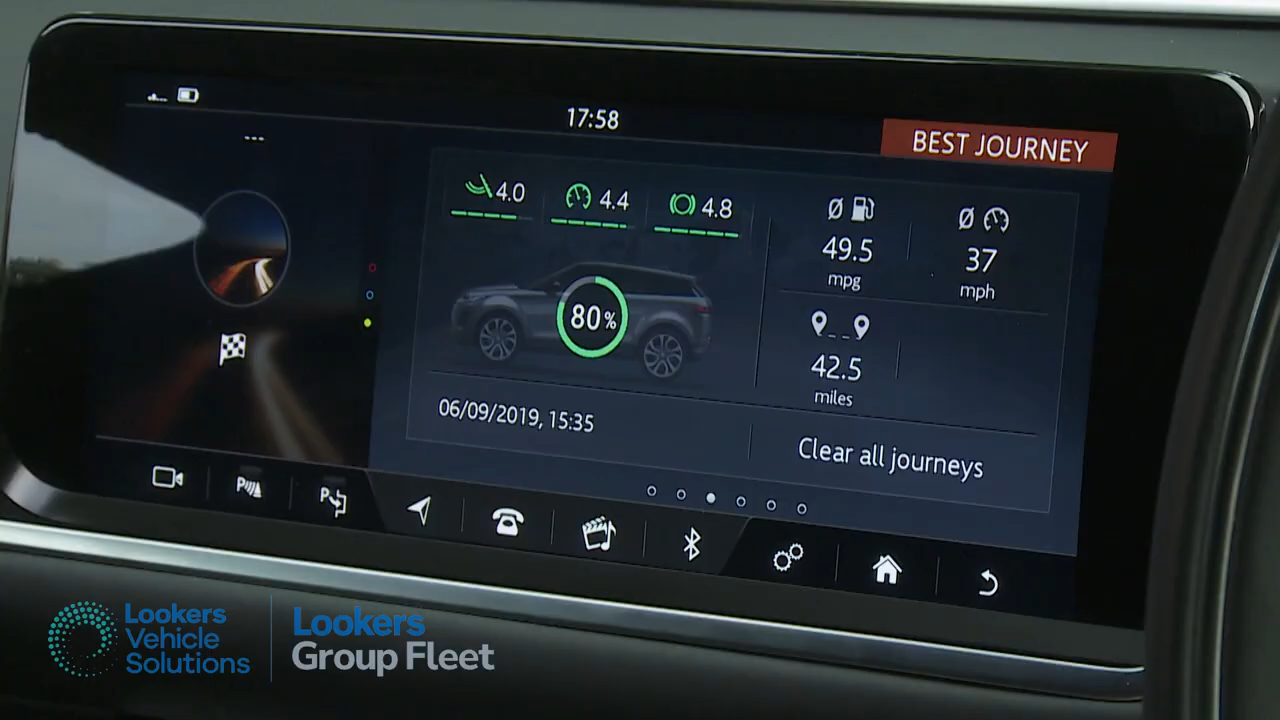 17:58
---
BEST JOURNEY
4.0
4.4
4.8
49.5
mpg
37
mph
80%
42.5
miles
06/09/2019, 15:35
Clear all journeys
P
P
Lookers
Vehicle
Solutions
Lookers
Group Fleet